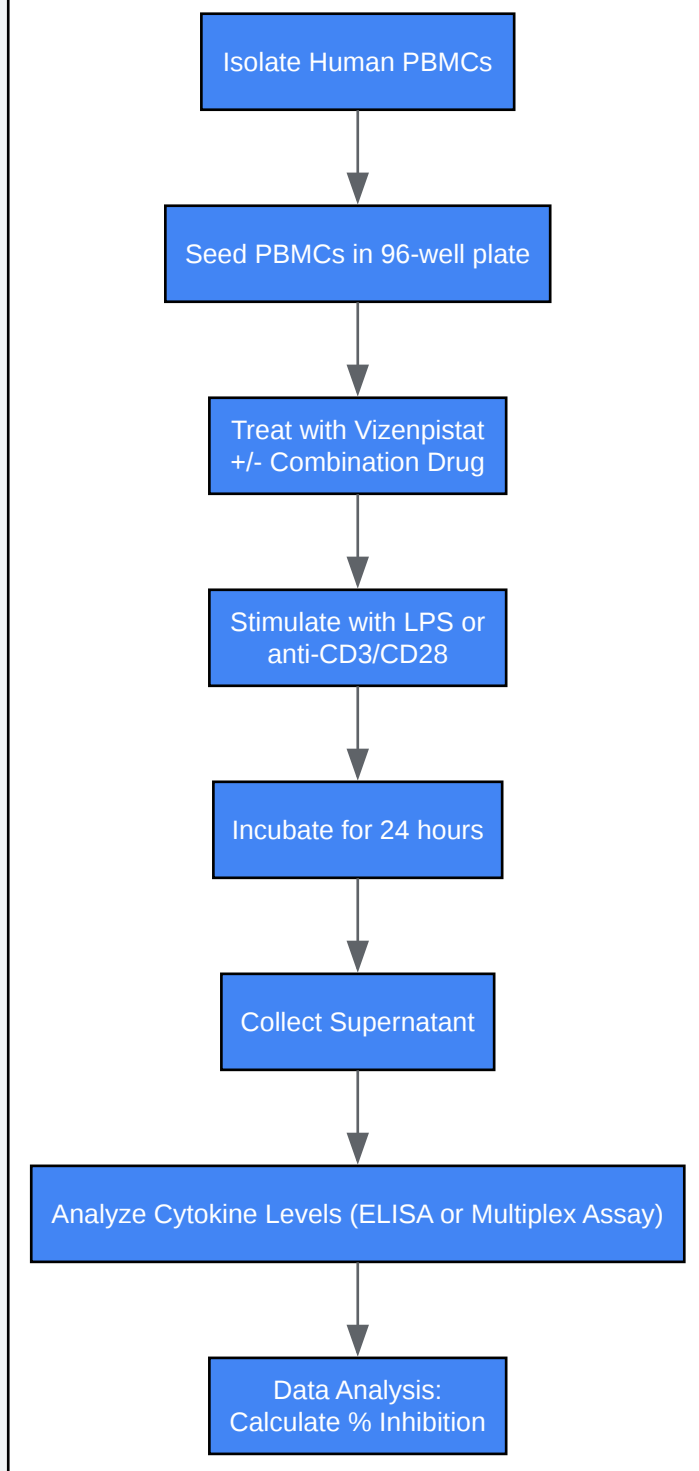 Isolate Human PBMCs
Seed PBMCs in 96-well plate
Treat with Vizenpistat
+/- Combination Drug
Stimulate with LPS or
anti-CD3/CD28
Incubate for 24 hours
Collect Supernatant
Analyze Cytokine Levels (ELISA or Multiplex Assay)
Data Analysis:
Calculate % Inhibition